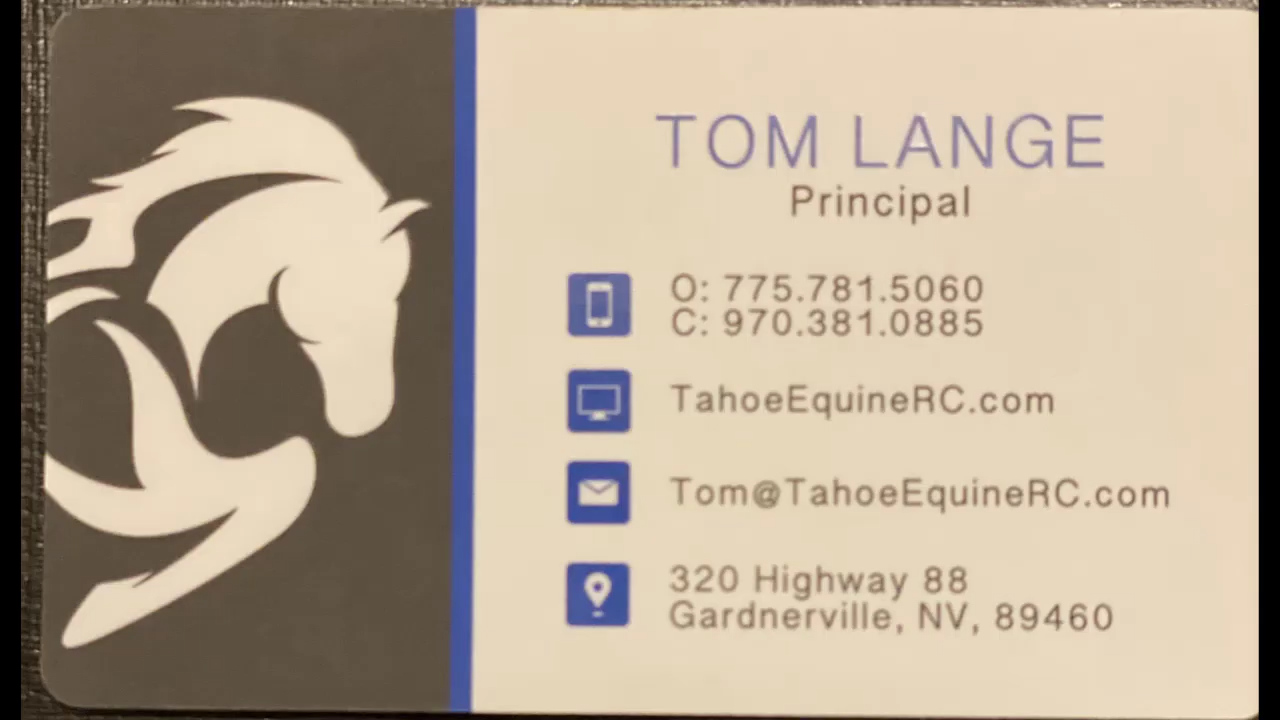 TOM LANGE
Principal
O: 775.781.5060
C: 970.381.0885
TahoeEquineRC.com
Tom@TahoeEquineRC.com
320 Highway 88
Gardnerville, NV, 89460